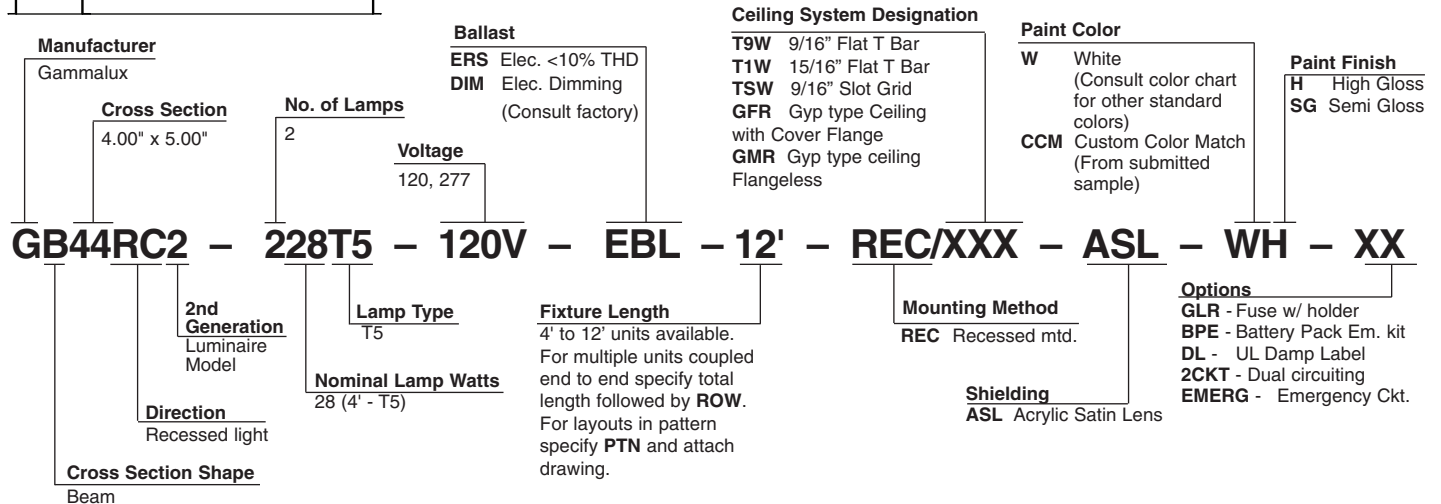 Manufacturer
Gammalux
Cross Section
4.00" x 5.00"
No. of Lamps
2
Voltage
120, 277
Ballast
ERS Elec. <10% THD
DIM Elec. Dimming
(Consult factory)
Ceiling System Designation
T9W 9/16” Flat T Bar
T1W 15/16” Flat T Bar
TSW 9/16” Slot Grid
GFR Gyp type Ceiling
with Cover Flange
GMR Gyp type ceiling
Flangeless
Paint Color
W White
(Consult color chart
for other standard
colors)
CCM Custom Color Match
(From submitted
sample)
Paint Finish
H High Gloss
SG Semi Gloss
GB44RC2 – 228T5 – 120V – EBL – 12' – REC/XXX – ASL – WH – XX
Cross Section Shape
Beam
Direction
Recessed light
2nd
Generation
Luminaire
Model
Nominal Lamp Watts
28 (4' - T5)
Lamp Type
T5
Fixture Length
4' to 12’ units available.
For multiple units coupled
end to end specify total
length followed by ROW.
For layouts in pattern
specify PTN and attach
drawing.
Mounting Method
REC Recessed mtd.
Shielding
ASL Acrylic Satin Lens
Options
GLR - Fuse w/ holder
BPE - Battery Pack Em. kit
DL - UL Damp Label
2CKT - Dual circuiting
EMERG - Emergency Ckt.